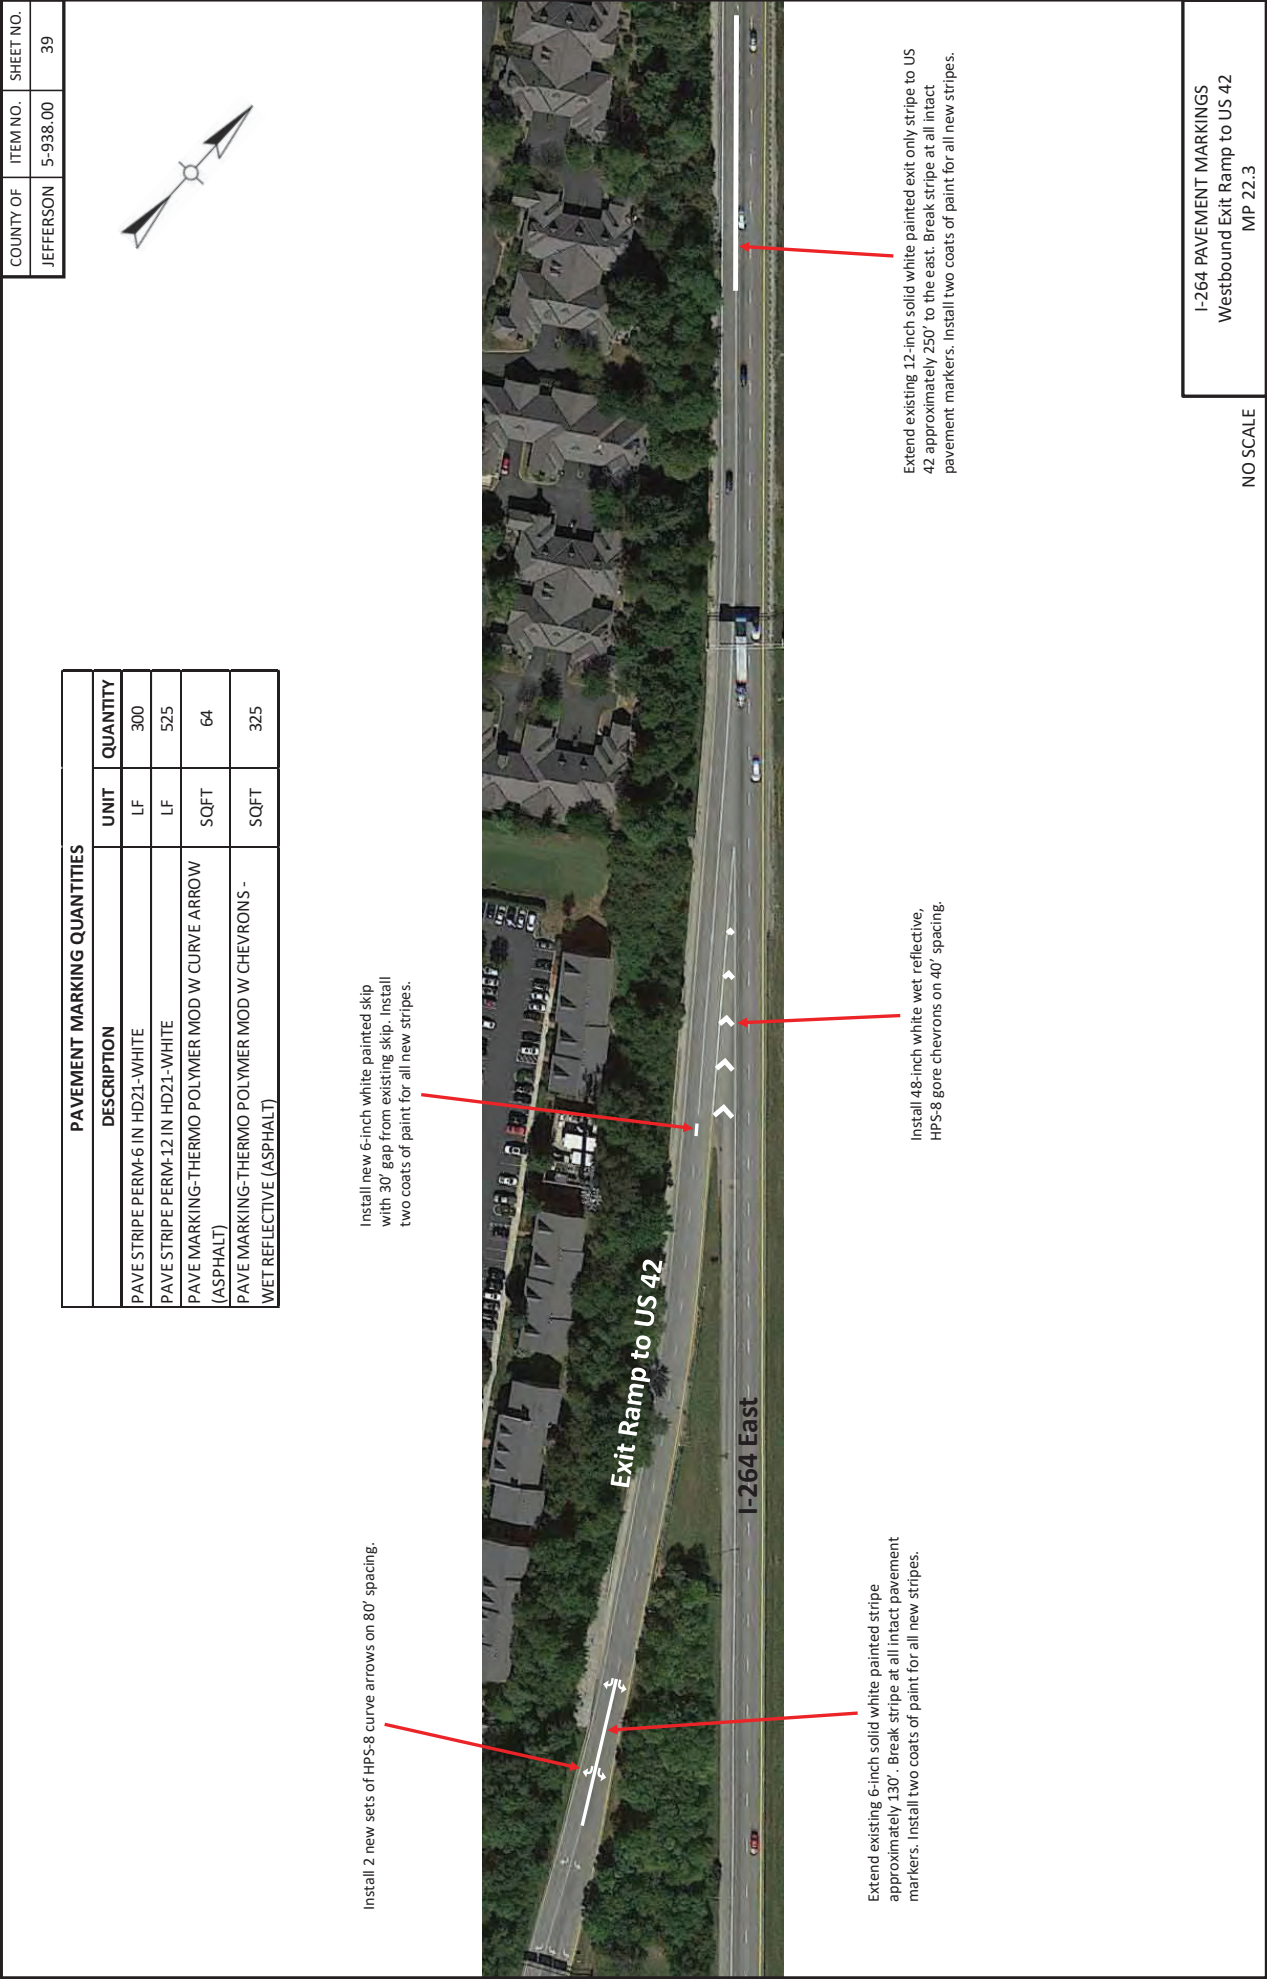 COUNTY OF ITEM NO. SHEET NO.
JEFFERSON 5-938.00 39
PAVEMENT MARKING QUANTITIES
DESCRIPTION UNIT QUANTITY
PAVE STRIPE PERM-6 IN HD21-WHITE LF 300
PAVE STRIPE PERM-12 IN HD21-WHITE LF 525
PAVE MARKING-THERMO POLYMER MOD W CURVE ARROW
(ASPHALT) SQFT 64
PAVE MARKING-THERMO POLYMER MOD W CHEVRONS -
WET REFLECTIVE (ASPHALT) SQFT 325
Install 2 new sets of HPS-8 curve arrows on 80’ spacing.
Install new 6-inch white painted skip
with 30’ gap from existing skip. Install
two coats of paint for all new stripes.
Exit Ramp to US 42
I-264 East
Extend existing 6-inch solid white painted stripe
approximately 130’. Break stripe at all intact pavement
markers. Install two coats of paint for all new stripes.
Install 48-inch white wet reflective,
HPS-8 gore chevrons on 40’ spacing.
Extend existing 12-inch solid white painted exit only stripe to US
42 approximately 250’ to the east. Break stripe at all intact
pavement markers. Install two coats of paint for all new stripes.
NO SCALE
I-264 PAVEMENT MARKINGS
Westbound Exit Ramp to US 42
MP 22.3